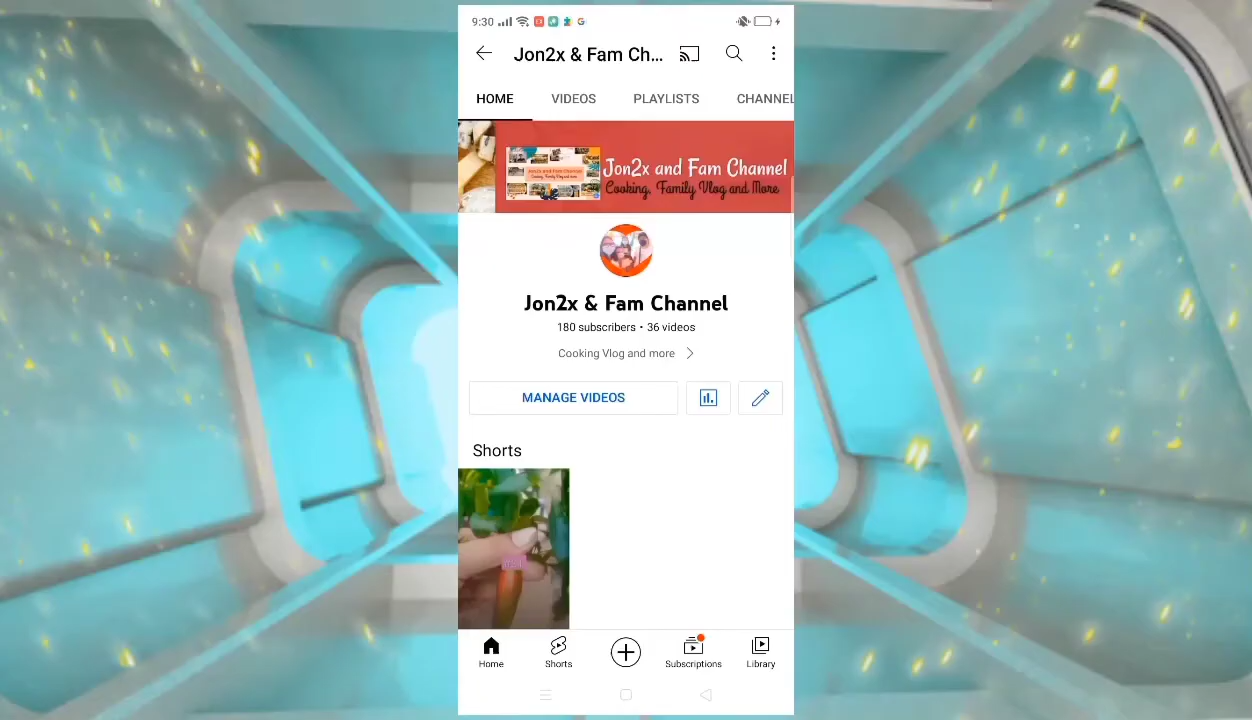 9:30
Jon2x & Fam Ch...
HOME VIDEOS PLAYLISTS CHANNEL
Jon2x and Fam Channel
Cooking, Family Vlog and More
Jon2x & Fam Channel
180 subscribers • 36 videos
Cooking Vlog and more
MANAGE VIDEOS
Shorts
Home Shorts Subscriptions Library